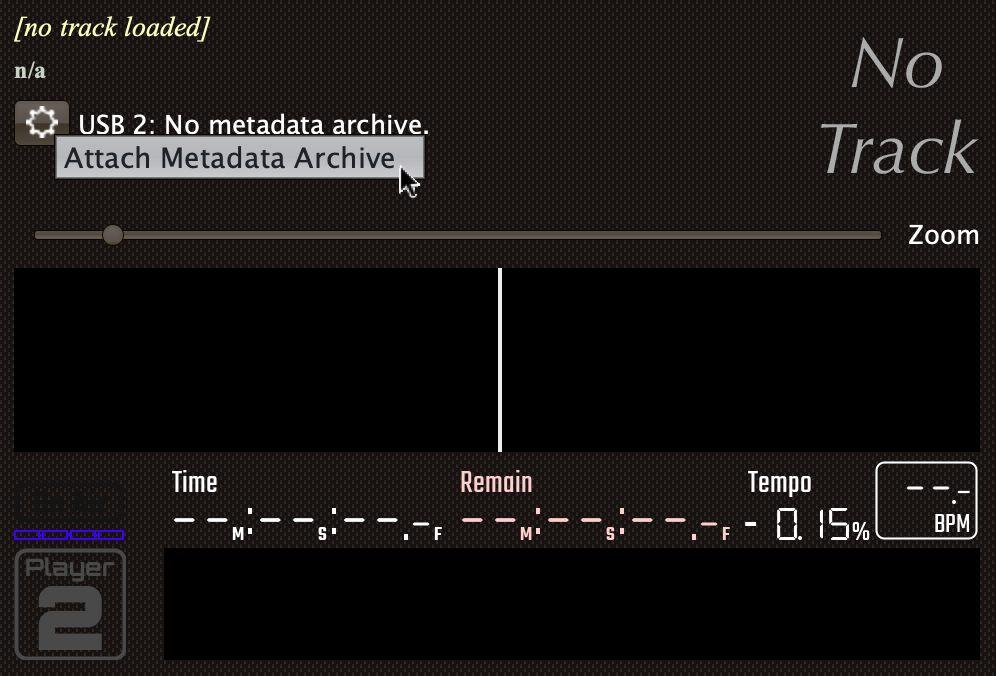 [no track loaded]
n/a
No
Track
USB 2: No metadata archive.
Attach Metadata Archive
Zoom
Time
Remain
Tempo
--M:--S:--.-F
--M:--S:--.-F
- 0.15%
--.-
BPM
Player
2